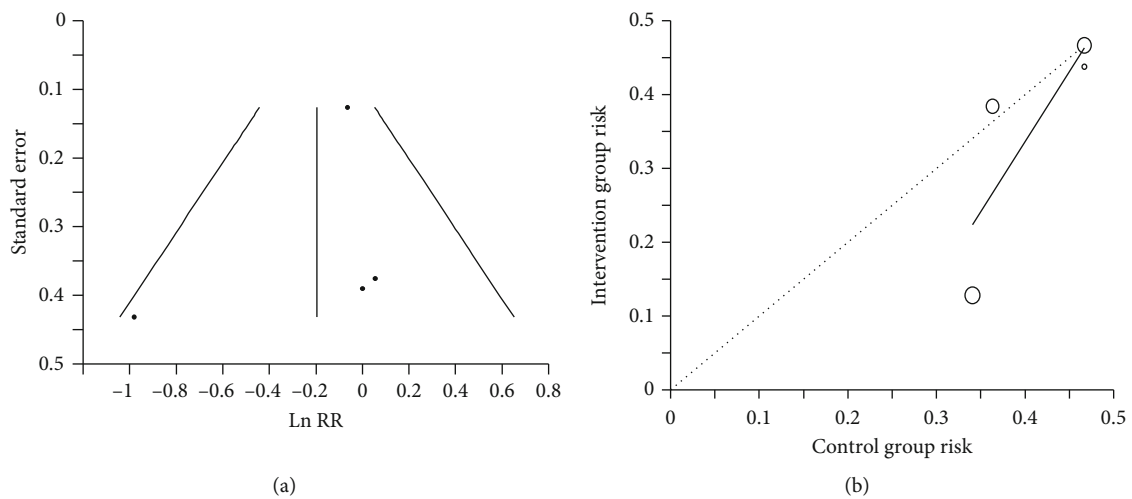 0
0.1
0.2
0.3
0.4
0.5
Standard error
–1 –0.8 –0.6 –0.4 –0.2 0 0.2 0.4 0.6 0.8
Ln RR
(a)
0.5
0.4
0.3
0.2
0.1
0
Intervention group risk
0 0.1 0.2 0.3 0.4 0.5
Control group risk
(b)